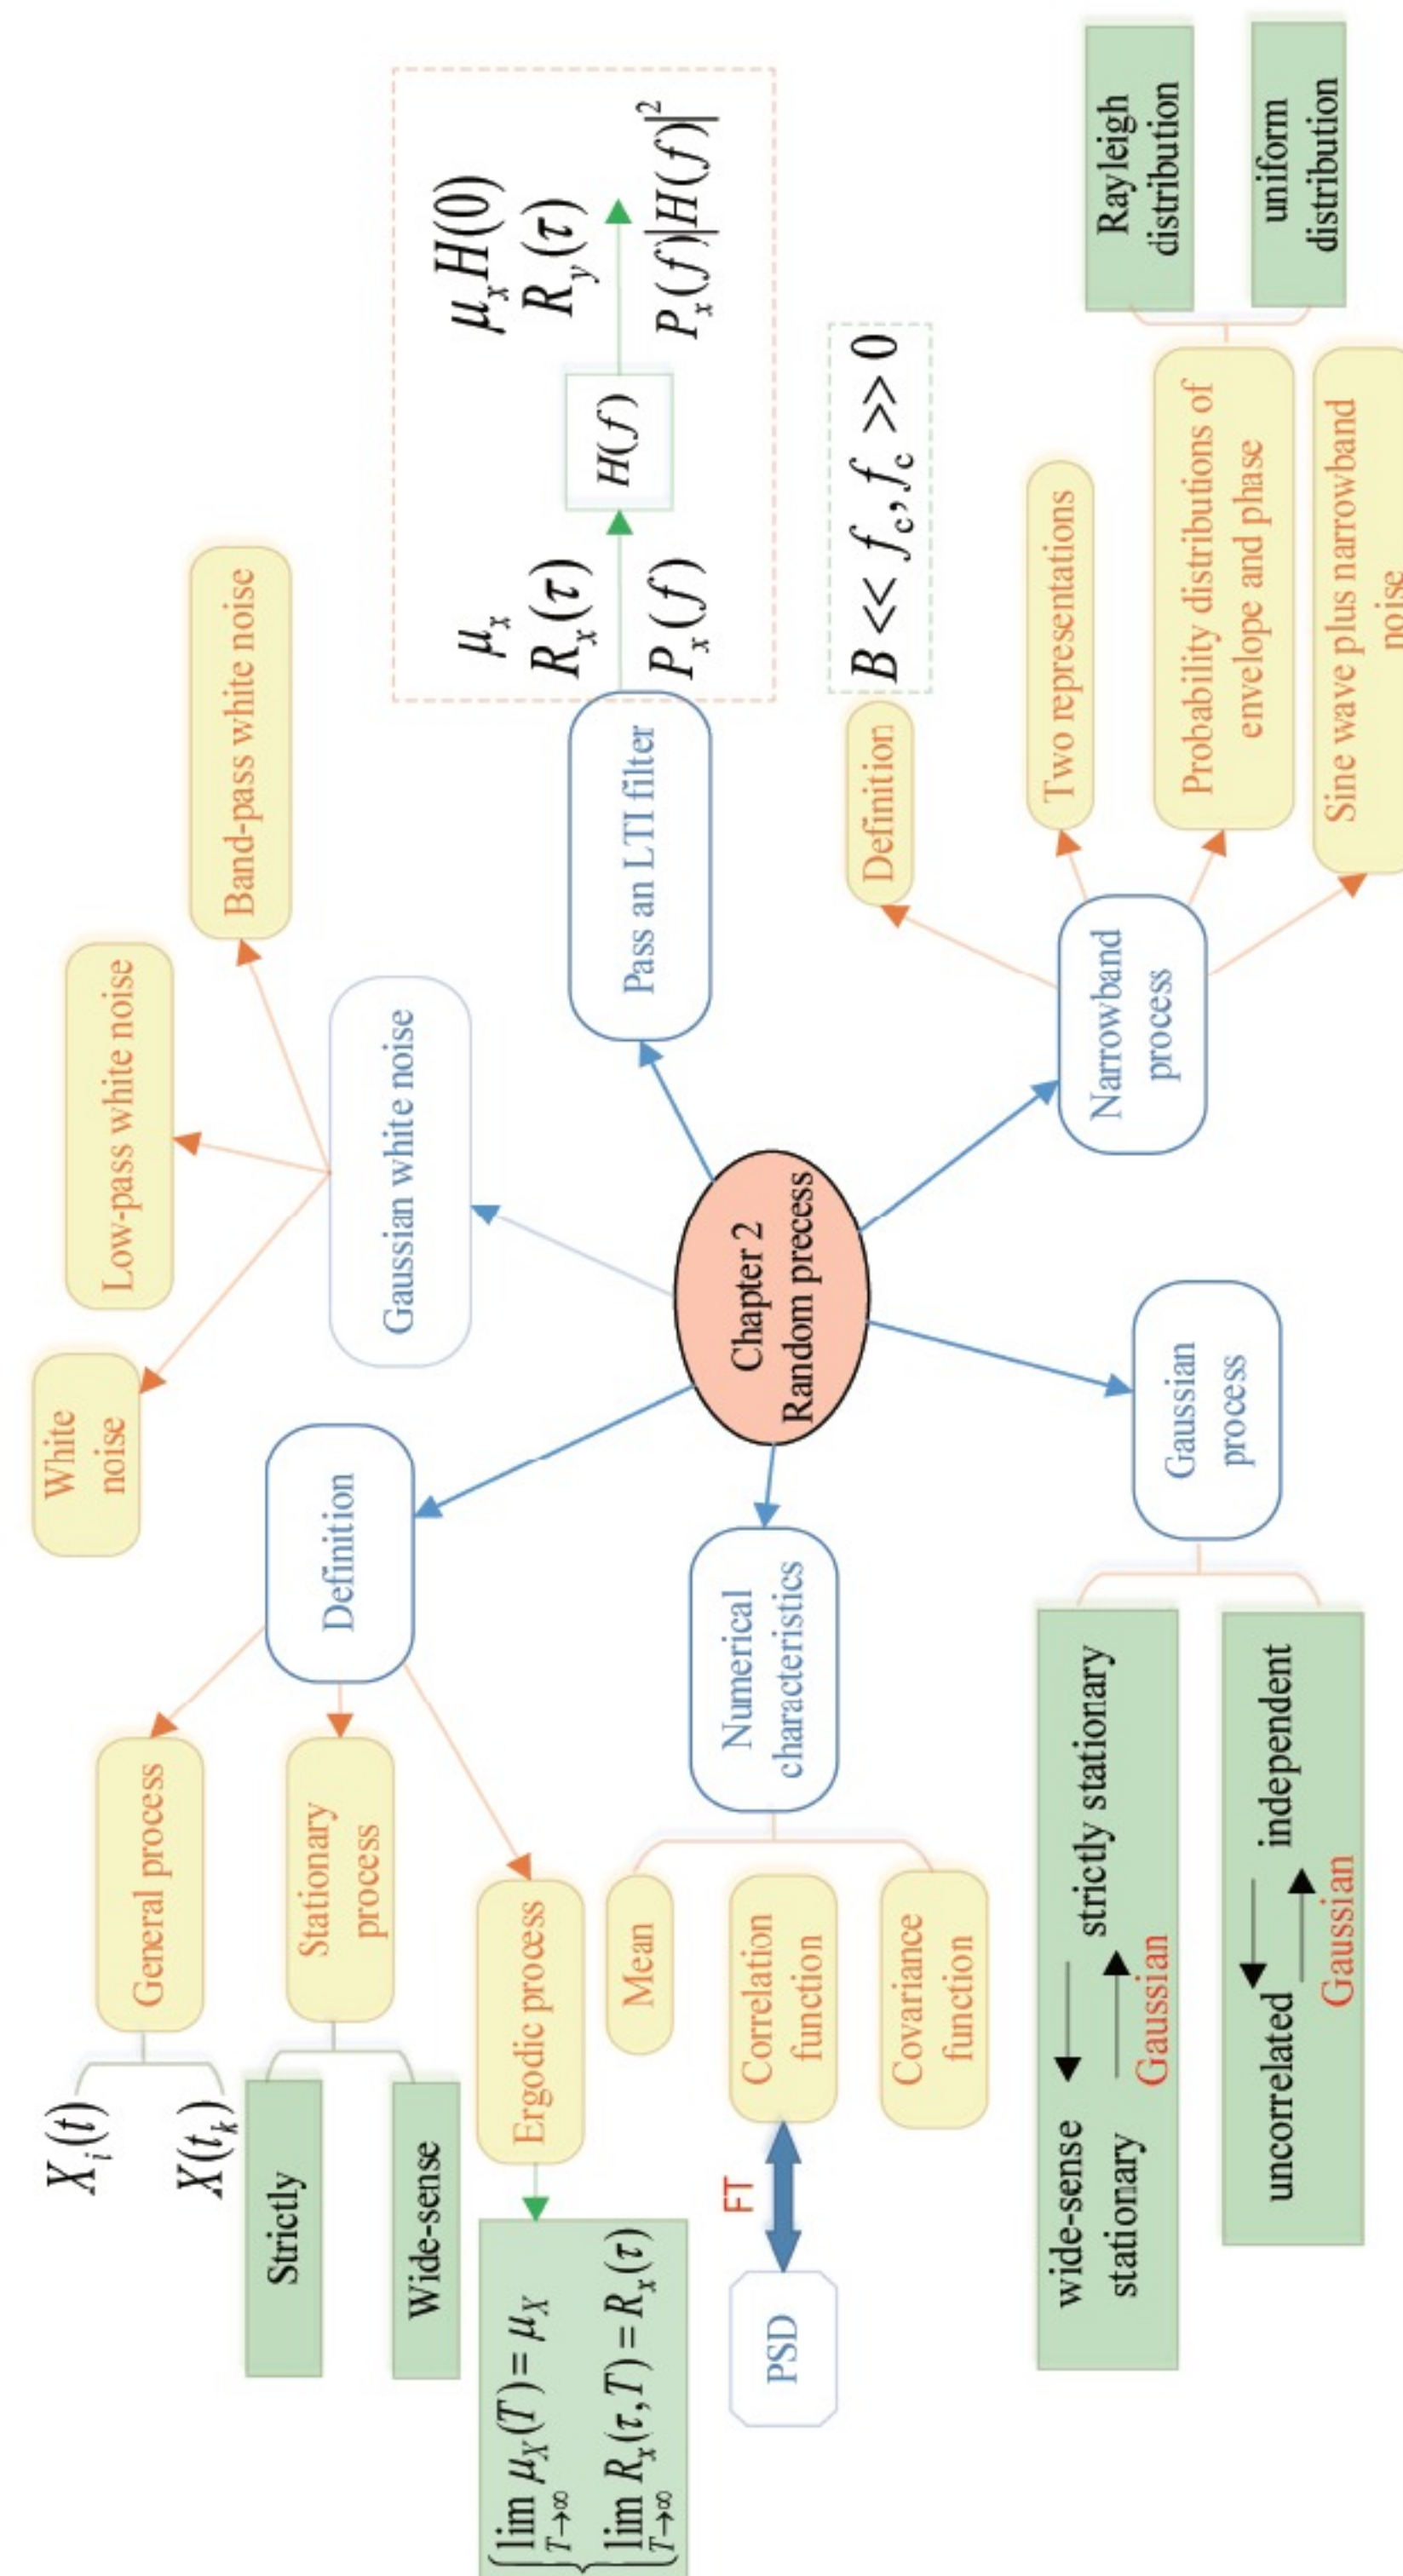 X_i(t)
X(t_k)
General process
Strictly
Wide-sense
Stationary
process
Ergodic process
lim μ_X(T) = μ_X
T→∞
lim R_x(τ,T) = R_x(τ)
T→∞
Definition
White
noise
Low-pass white noise
Band-pass white noise
Gaussian white noise
Pass an LTI filter
μ_x
R_x(τ)
P_x(f)
H(f)
μ_x H(0)
R_y(τ)
P_x(f)|H(f)|²
Chapter 2
Random precess
Numerical
characteristics
Mean
Correlation
function
Covariance
function
FT
PSD
Gaussian
process
wide-sense
stationary
strictly stationary
Gaussian
uncorrelated
independent
Gaussian
Narrowband
process
Definition
B << f_c, f_c >> 0
Two representations
Probability distributions of
envelope and phase
Rayleigh
distribution
uniform
distribution
Sine wave plus narrowband
noise